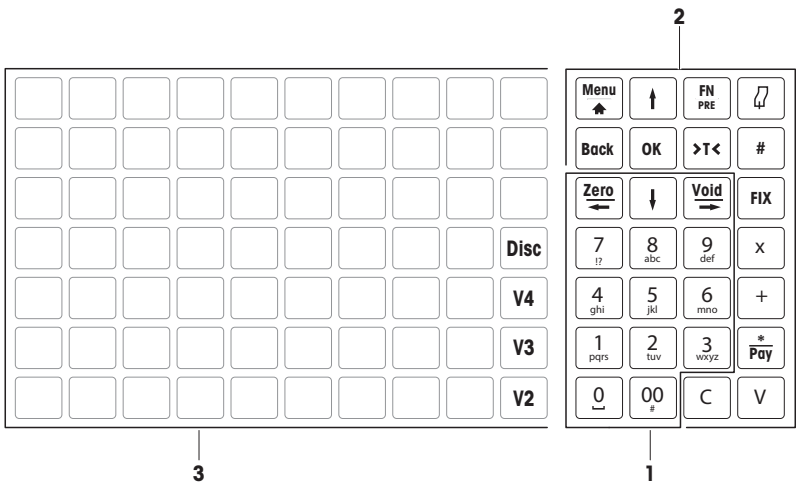 2
Menu FN PRE
Back OK >T< #
Zero Void FIX
Disc 7 !? 8 abc 9 def x
V4 4 ghi 5 jkl 6 mno +
V3 1 pqrs 2 tuv 3 wxyz * Pay
V2 0 00 # C V
3 1